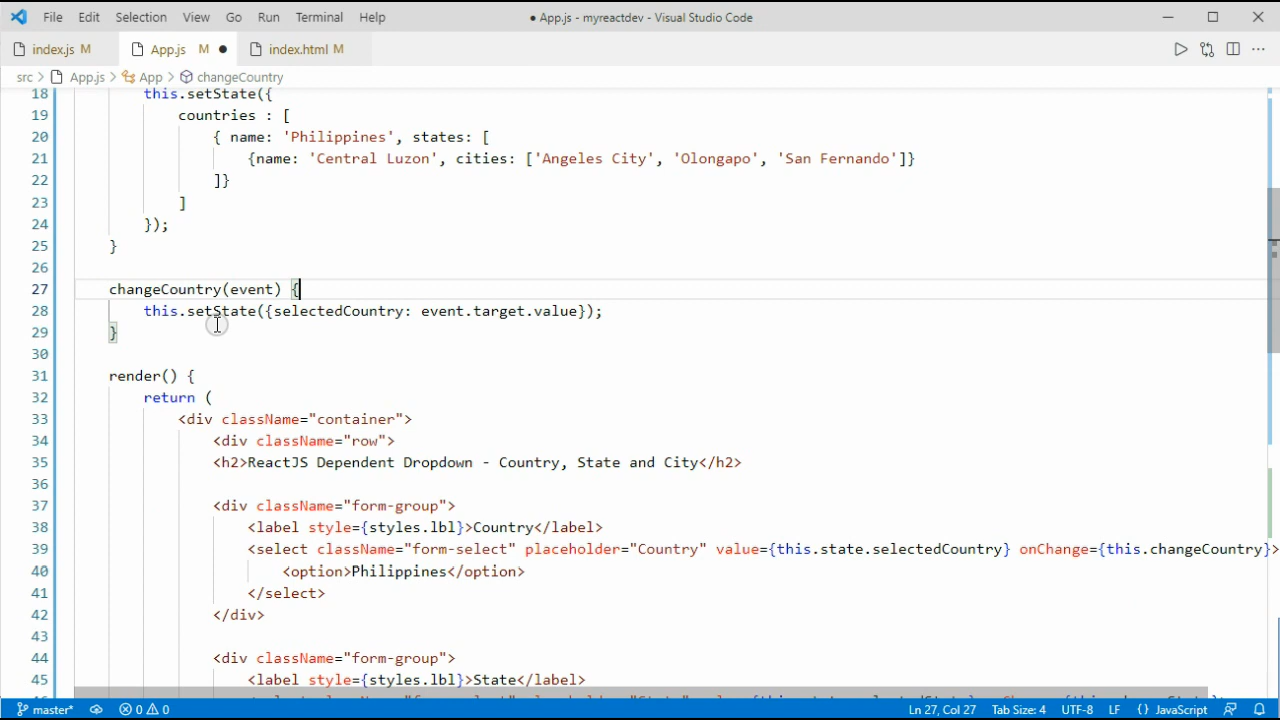 File Edit Selection View Go Run Terminal Help ● App.js - myreactdev - Visual Studio Code
index.js M App.js M ● index.html M ···
src > App.js > App > changeCountry
18 this.setState({
19 countries : [
20 { name: 'Philippines', states: [
21 {name: 'Central Luzon', cities: ['Angeles City', 'Olongapo', 'San Fernando']}
22 ]}
23 ]
24 });
25 }
26
27 changeCountry(event) {
28 this.setState({selectedCountry: event.target.value});
29 }
30
31 render() {
32 return (
33 <div className="container">
34 <div className="row">
35 <h2>ReactJS Dependent Dropdown - Country, State and City</h2>
36
37 <div className="form-group">
38 <label style={styles.lbl}>Country</label>
39 <select className="form-select" placeholder="Country" value={this.state.selectedCountry} onChange={this.changeCountry}>
40 <option>Philippines</option>
41 </select>
42 </div>
43
44 <div className="form-group">
45 <label style={styles.lbl}>State</label>
master* 0 0 Ln 27, Col 27 Tab Size: 4 UTF-8 LF {} JavaScript